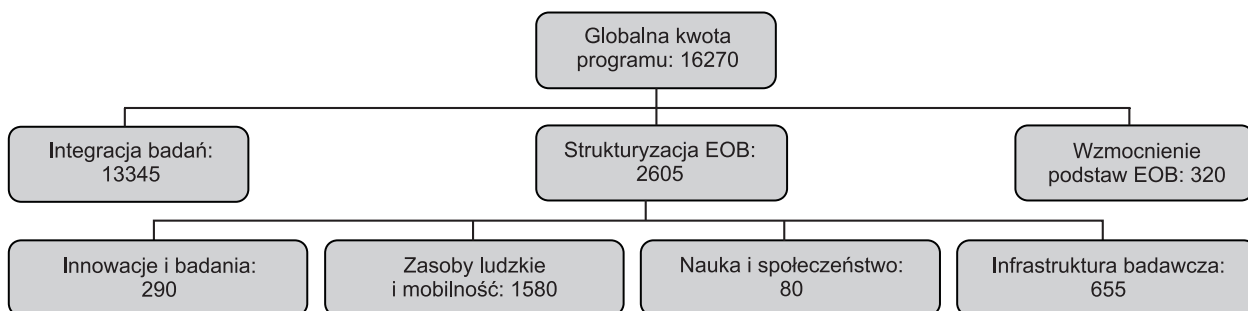 Globalna kwota
programu: 16270
Integracja badań:
13345
Strukturyzacja EOB:
2605
Wzmocnienie
podstaw EOB: 320
Innowacje i badania:
290
Zasoby ludzkie
i mobilność: 1580
Nauka i społeczeństwo:
80
Infrastruktura badawcza:
655